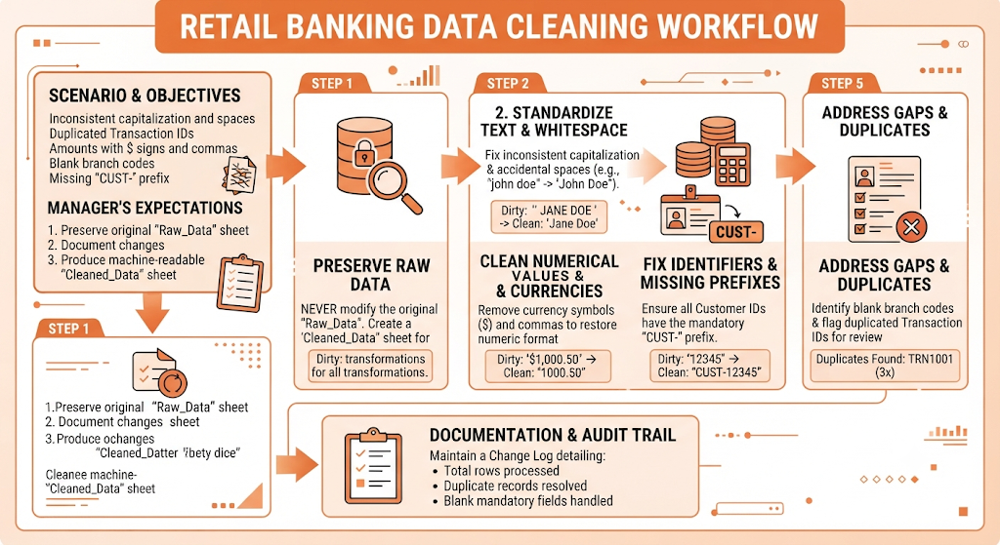 RETAIL BANKING DATA CLEANING WORKFLOW
SCENARIO & OBJECTIVES
Inconsistent capitalization and spaces
Duplicated Transaction IDs
Amounts with $ signs and commas
Blank branch codes
Missing "CUST-" prefix
MANAGER'S EXPECTATIONS
1. Preserve original "Raw_Data" sheet
2. Document changes
3. Produce machine-readable
"Cleaned_Data" sheet
STEP 1
1.Preserve original "Raw_Data" sheet
2. Document changes sheet
3. Produce ochanges
"Cleaned_Datter
Cleanee machine-
"Cleaned_Data" sheet
STEP 1
PRESERVE RAW
DATA
NEVER modify the original
"Raw_Data". Create a
'Cleaned_Data" sheet for
Dirty: transformations
for all transformations.
STEP 2
2. STANDARDIZE
TEXT & WHITESPACE
Fix inconsistent capitalization
& accidental spaces (e.g.,
"john doe" -> 'John Doe").
Dirty: " JANE DOE '
-> Clean: 'Jane Doe'
CLEAN NUMERICAL
VALUES &
& CURRENCIES
Remove currency symbols
($) and commas to restore
numeric format
Dirty: '$1,000.50' →
Clean: "1000.50"
CUST-
FIX IDENTIFIERS &
MISSING PREFIXES
Ensure all Customer IDs
have the mandatory
"CUST-" prefix.
Dirty: "12345" →
Clean: "CUST-12345"
STEP 5
ADDRESS GAPS &
DUPLICATES
ADDRESS GAPS &
DUPLICATES
Identify blank branch codes
& flag duplicated Transaction
IDs for review
Duplicates Found: TRN1001
(3x)
DOCUMENTATION & AUDIT TRAIL
Maintain a Change Log detailing:
• Total rows processed
• Duplicate records resolved
• Blank mandatory fields handled